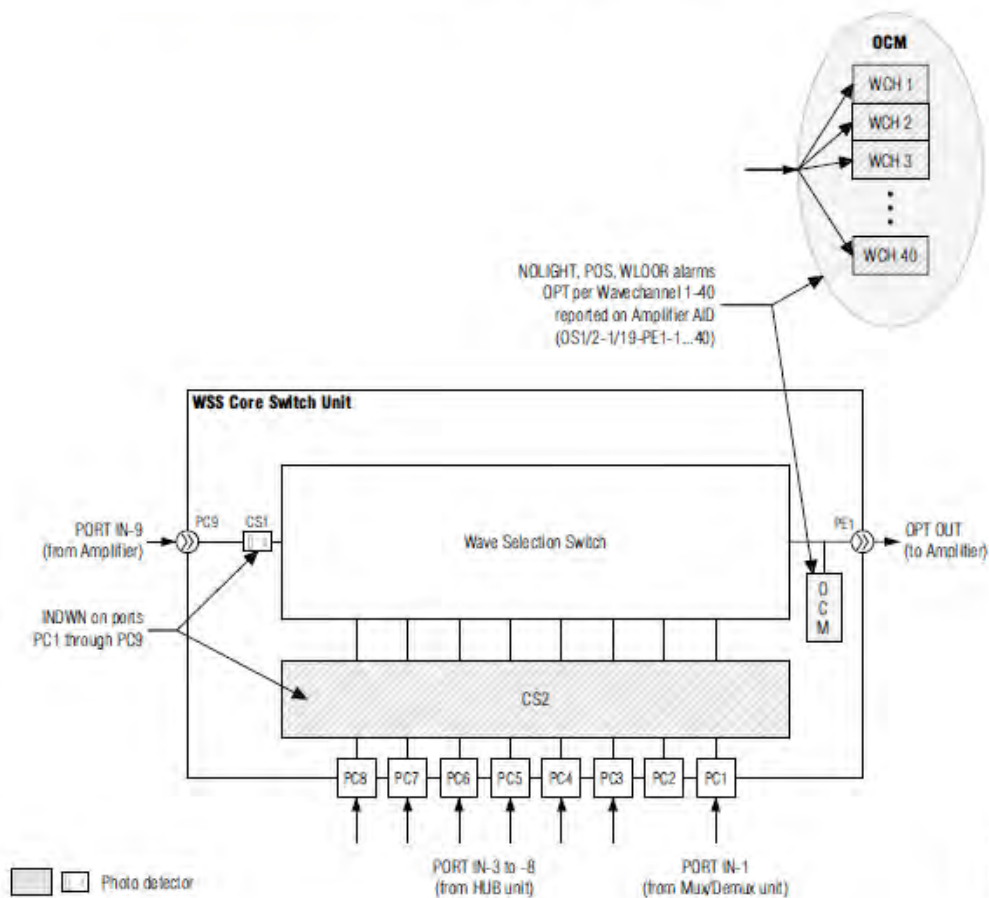 OCM
WCH 1
WCH 2
WCH 3
WCH 40
NOLIGHT, POS, WLOOR alarms
OPT per Wavechannel 1-40
reported on Amplifier AID
(OS1/2-1/19-PE1-1...40)
WSS Core Switch Unit
PORT IN-9
(from Amplifier)
PC9
CS1
Wave Selection Switch
PE1
OPT OUT
(to Amplifier)
O
C
M
INDWN on ports
PC1 through PC9
CS2
PC8
PC7
PC6
PC5
PC4
PC3
PC2
PC1
PORT IN-3 to -8
(from HUB unit)
PORT IN-1
(from Mux/Demux unit)
Photo detector